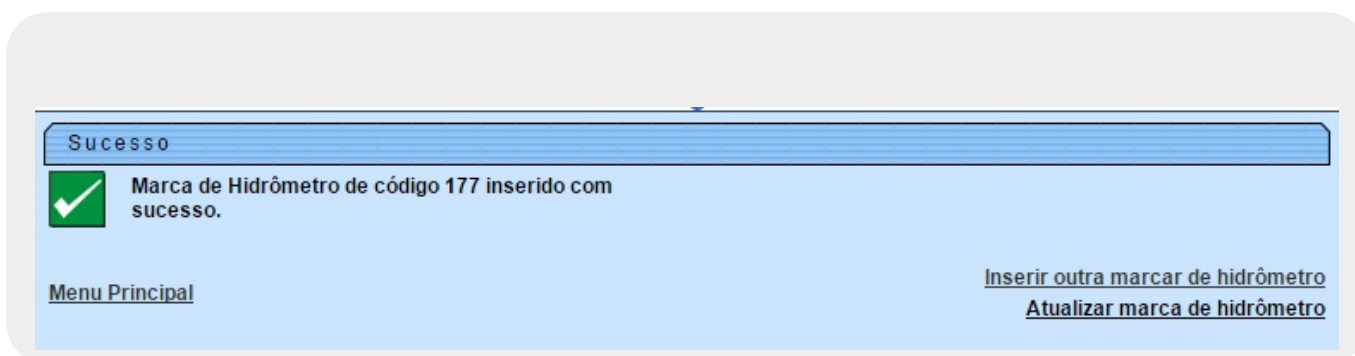 Sucesso
Marca de Hidrômetro de código 177 inserido com
sucesso.
Menu Principal
Inserir outra marcar de hidrômetro
Atualizar marca de hidrômetro